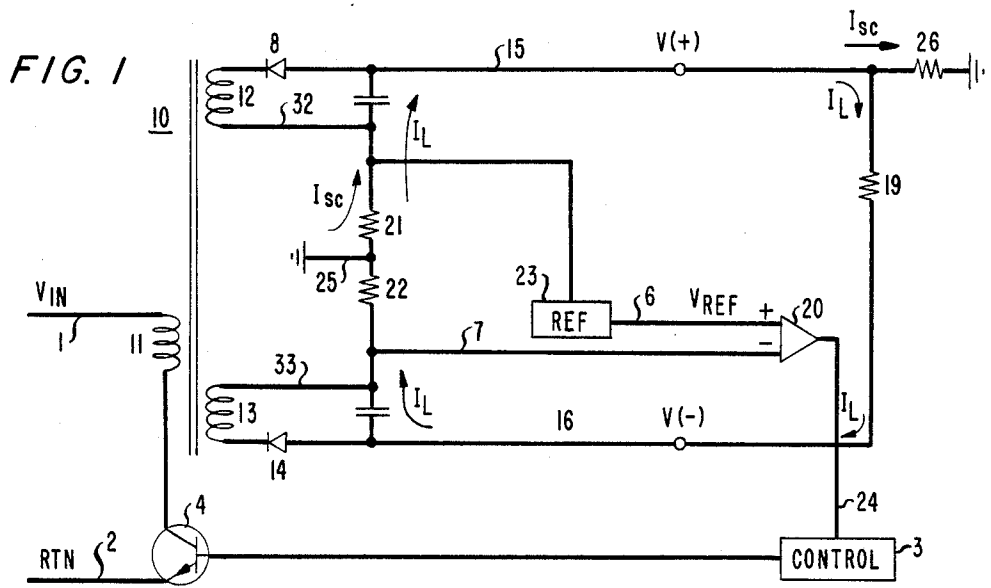 FIG. 1
8
15
V(+)
Isc
26
10
12
32
IL
IL
19
Isc
21
25
22
23
REF
6
VREF
+
20
−
7
VIN
1
11
33
13
IL
14
16
V(−)
IL
24
4
RTN
2
CONTROL
3